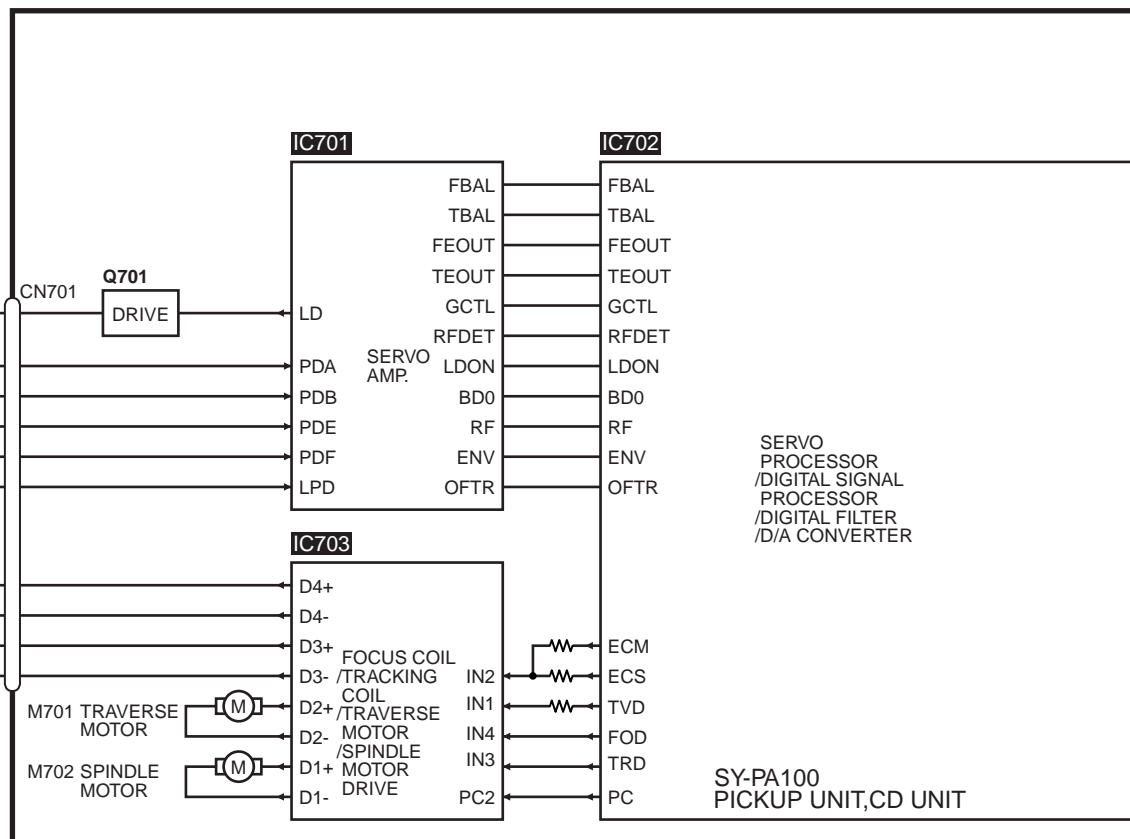 IC701
IC702
FBAL
FBAL
TBAL
TBAL
FEOUT
FEOUT
TEOUT
TEOUT
CN701
Q701
DRIVE
LD
GCTL
GCTL
RFDET
RFDET
PDA
SERVO
AMP.
LDON
LDON
PDB
BD0
BD0
PDE
RF
RF
PDF
ENV
ENV
LPD
OFTR
OFTR
SERVO
PROCESSOR
/DIGITAL SIGNAL
PROCESSOR
/DIGITAL FILTER
/D/A CONVERTER
IC703
D4+
D4-
D3+
D3-
D2+
D2-
D1+
D1-
FOCUS COIL
/TRACKING
COIL
/TRAVERSE
MOTOR
/SPINDLE
MOTOR
DRIVE
IN2
IN1
IN4
IN3
PC2
ECM
ECS
TVD
FOD
TRD
PC
M701 TRAVERSE
MOTOR
M
M702 SPINDLE
MOTOR
M
SY-PA100
PICKUP UNIT,CD UNIT